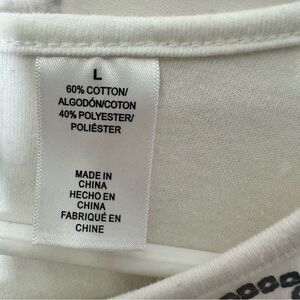 L
60% COTTON/
ALGODÓN/COTON
40% POLYESTER/
POLIÉSTER
MADE IN
CHINA
HECHO EN
CHINA
FABRIQUÉ EN
CHINE